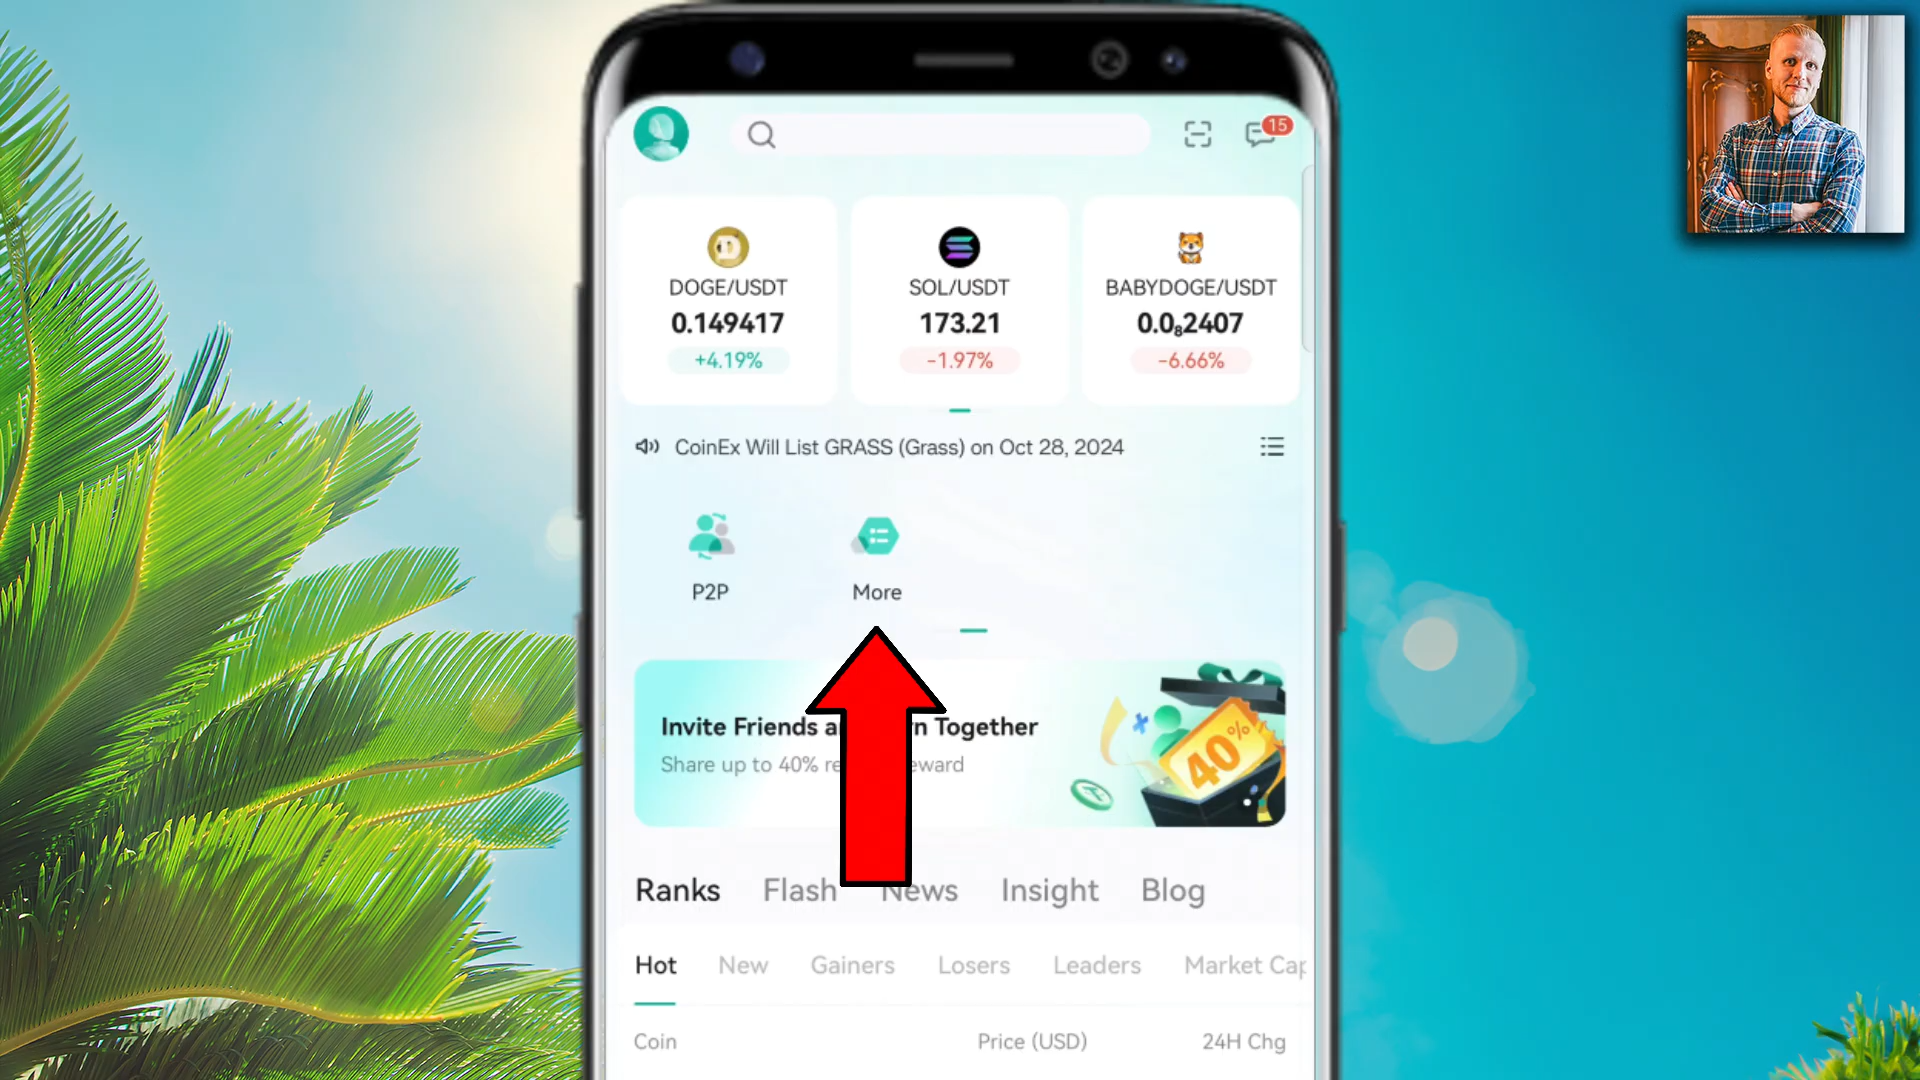 15
DOGE/USDT
0.149417
+4.19%
SOL/USDT
173.21
-1.97%
BABYDOGE/USDT
0.0₈2407
-6.66%
CoinEx Will List GRASS (Grass) on Oct 28, 2024
P2P
More
Invite Friends a n Together
Share up to 40% re eward
40%
Ranks
Flash
News
Insight
Blog
Hot
New
Gainers
Losers
Leaders
Market Cap
Coin
Price (USD)
24H Chg